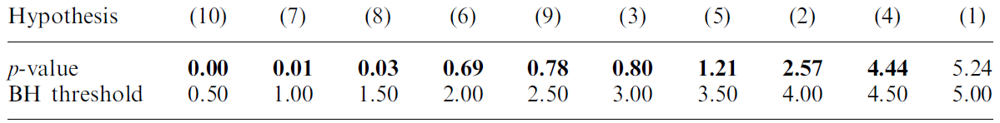 Hypothesis (10) (7) (8) (6) (9) (3) (5) (2) (4) (1)
p-value 0.00 0.01 0.03 0.69 0.78 0.80 1.21 2.57 4.44 5.24
BH threshold 0.50 1.00 1.50 2.00 2.50 3.00 3.50 4.00 4.50 5.00